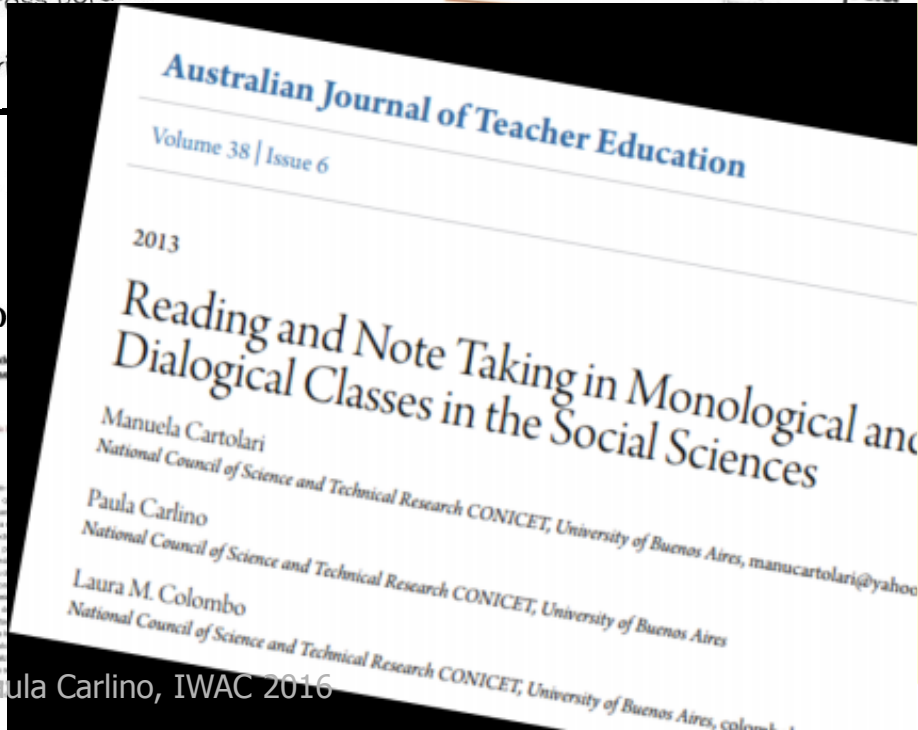 Australian Journal of Teacher Education
Volume 38 | Issue 6
2013
Reading and Note Taking in Monological and
Dialogical Classes in the Social Sciences
Manuela Cartolari
National Council of Science and Technical Research CONICET, University of Buenos Aires, manucartolari@yahoo
Paula Carlino
National Council of Science and Technical Research CONICET, University of Buenos Aires
Laura M. Colombo
National Council of Science and Technical Research CONICET, University of Buenos Aires,
Carlino, IWAC 2016